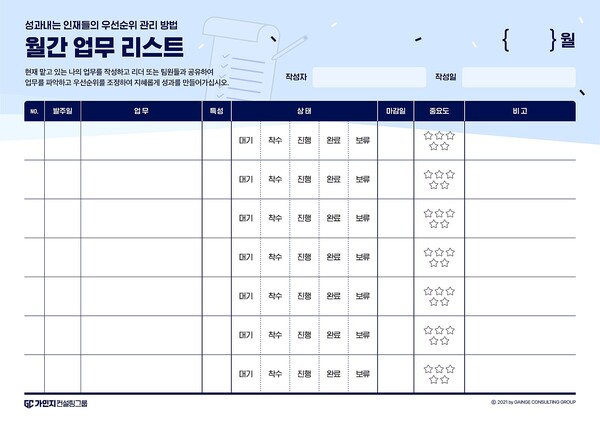 성과내는 인재들의 우선순위 관리 방법
월간 업무 리스트
{ } 월
현재 맡고 있는 나의 업무를 작성하고 리더 또는 팀원들과 공유하여
업무를 파악하고 우선순위를 조정하여 지혜롭게 성과를 만들어가십시오.
작성자 작성일
NO. 발주일 업 무 특성 상 태 마감일 중요도 비 고
대기 착수 진행 완료 보류
대기 착수 진행 완료 보류
대기 착수 진행 완료 보류
대기 착수 진행 완료 보류
대기 착수 진행 완료 보류
대기 착수 진행 완료 보류
대기 착수 진행 완료 보류
GC 가인지컨설팅그룹
© 2021 by GAINGE CONSULTING GROUP